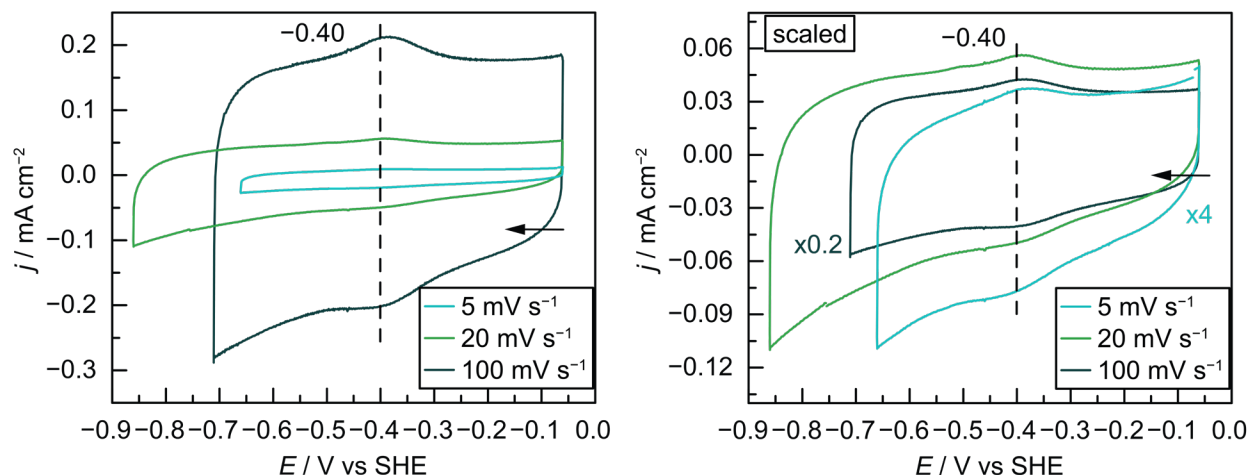 −0.40
0.2
0.1
0.0
−0.1
−0.2
−0.3
j / mA cm⁻²
5 mV s⁻¹
20 mV s⁻¹
100 mV s⁻¹
−0.9 −0.8 −0.7 −0.6 −0.5 −0.4 −0.3 −0.2 −0.1 0.0
E / V vs SHE
scaled
−0.40
0.06
0.03
0.00
−0.03
−0.06
−0.09
−0.12
j / mA cm⁻²
x4
x0.2
5 mV s⁻¹
20 mV s⁻¹
100 mV s⁻¹
−0.9 −0.8 −0.7 −0.6 −0.5 −0.4 −0.3 −0.2 −0.1 0.0
E / V vs SHE